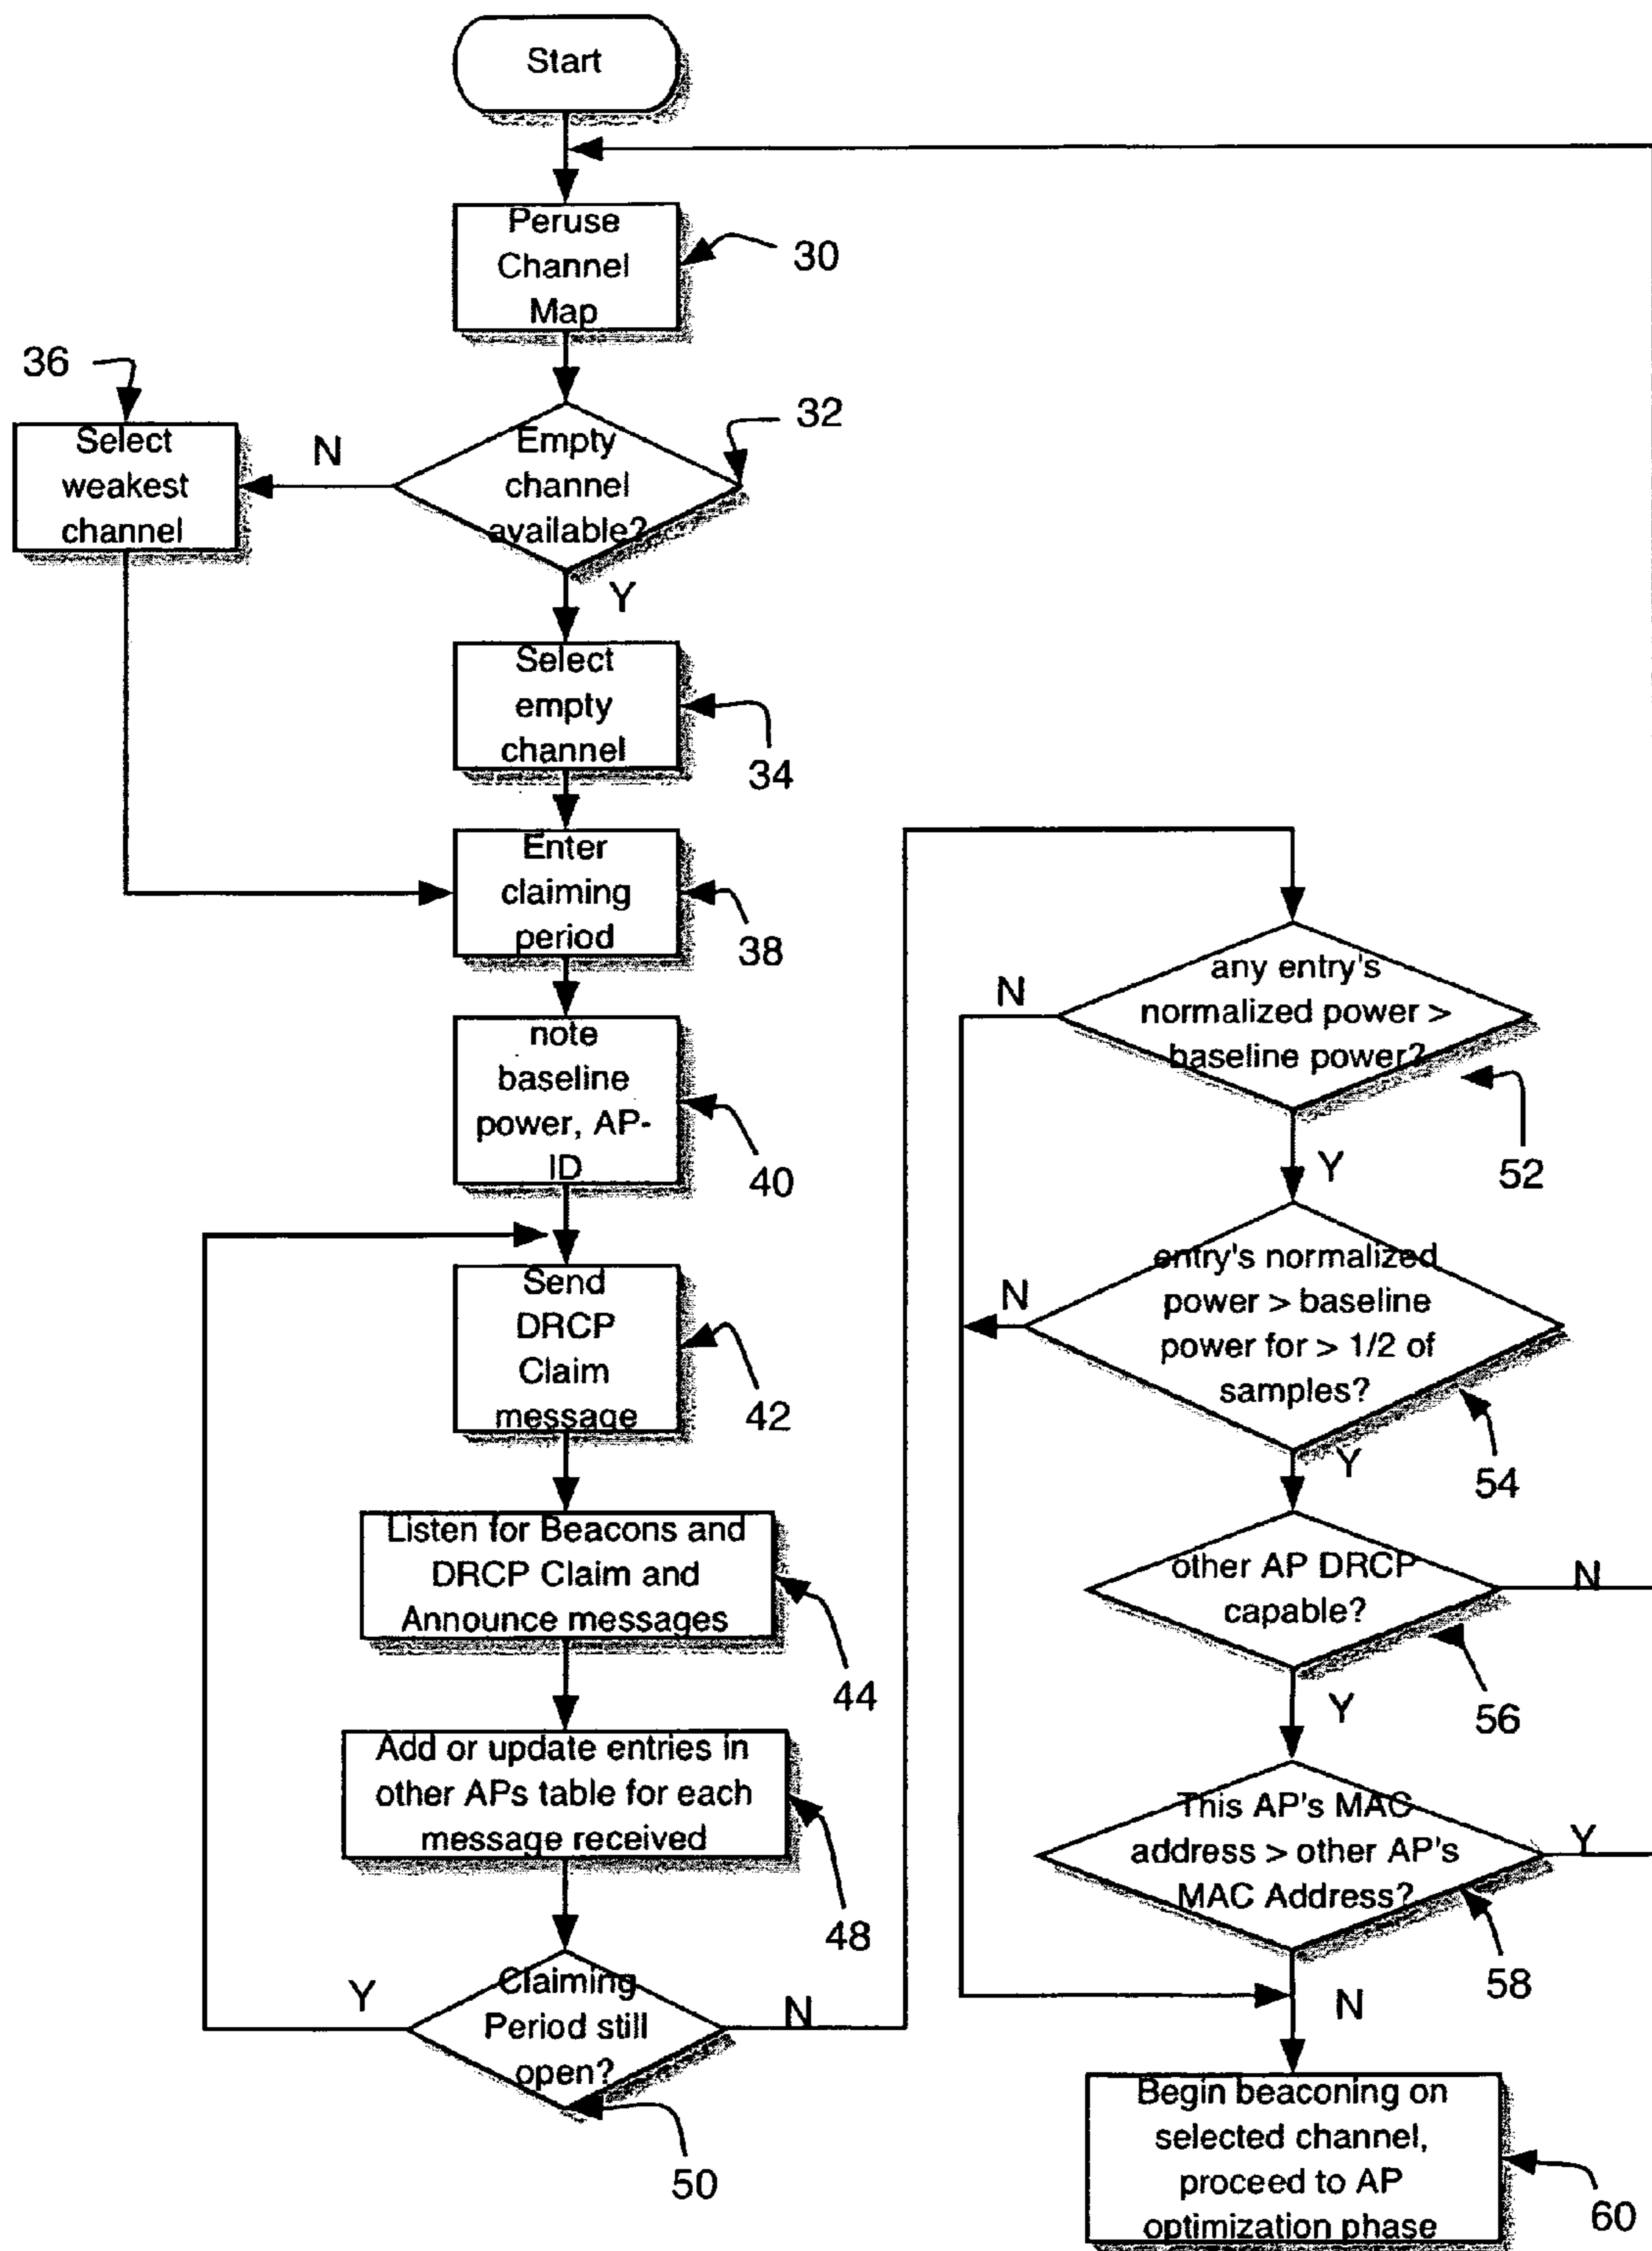 Start
Peruse
Channel
Map
30
36
Select
weakest
channel
N
Empty
channel
available?
32
Y
Select
empty
channel
34
Enter
claiming
period
38
note
baseline
power, AP-
ID
40
Send
DRCP
Claim
message
42
Listen for Beacons and
DRCP Claim and
Announce messages
44
Add or update entries in
other APs table for each
message received
48
Y
Claiming
Period still
open?
N
50
N
any entry's
normalized power >
baseline power?
52
Y
N
entry's normalized
power > baseline
power for > 1/2 of
samples?
54
Y
other AP DRCP
capable?
N
56
Y
This AP's MAC
address > other AP's
MAC Address?
Y
58
N
Begin beaconing on
selected channel,
proceed to AP
optimization phase
60